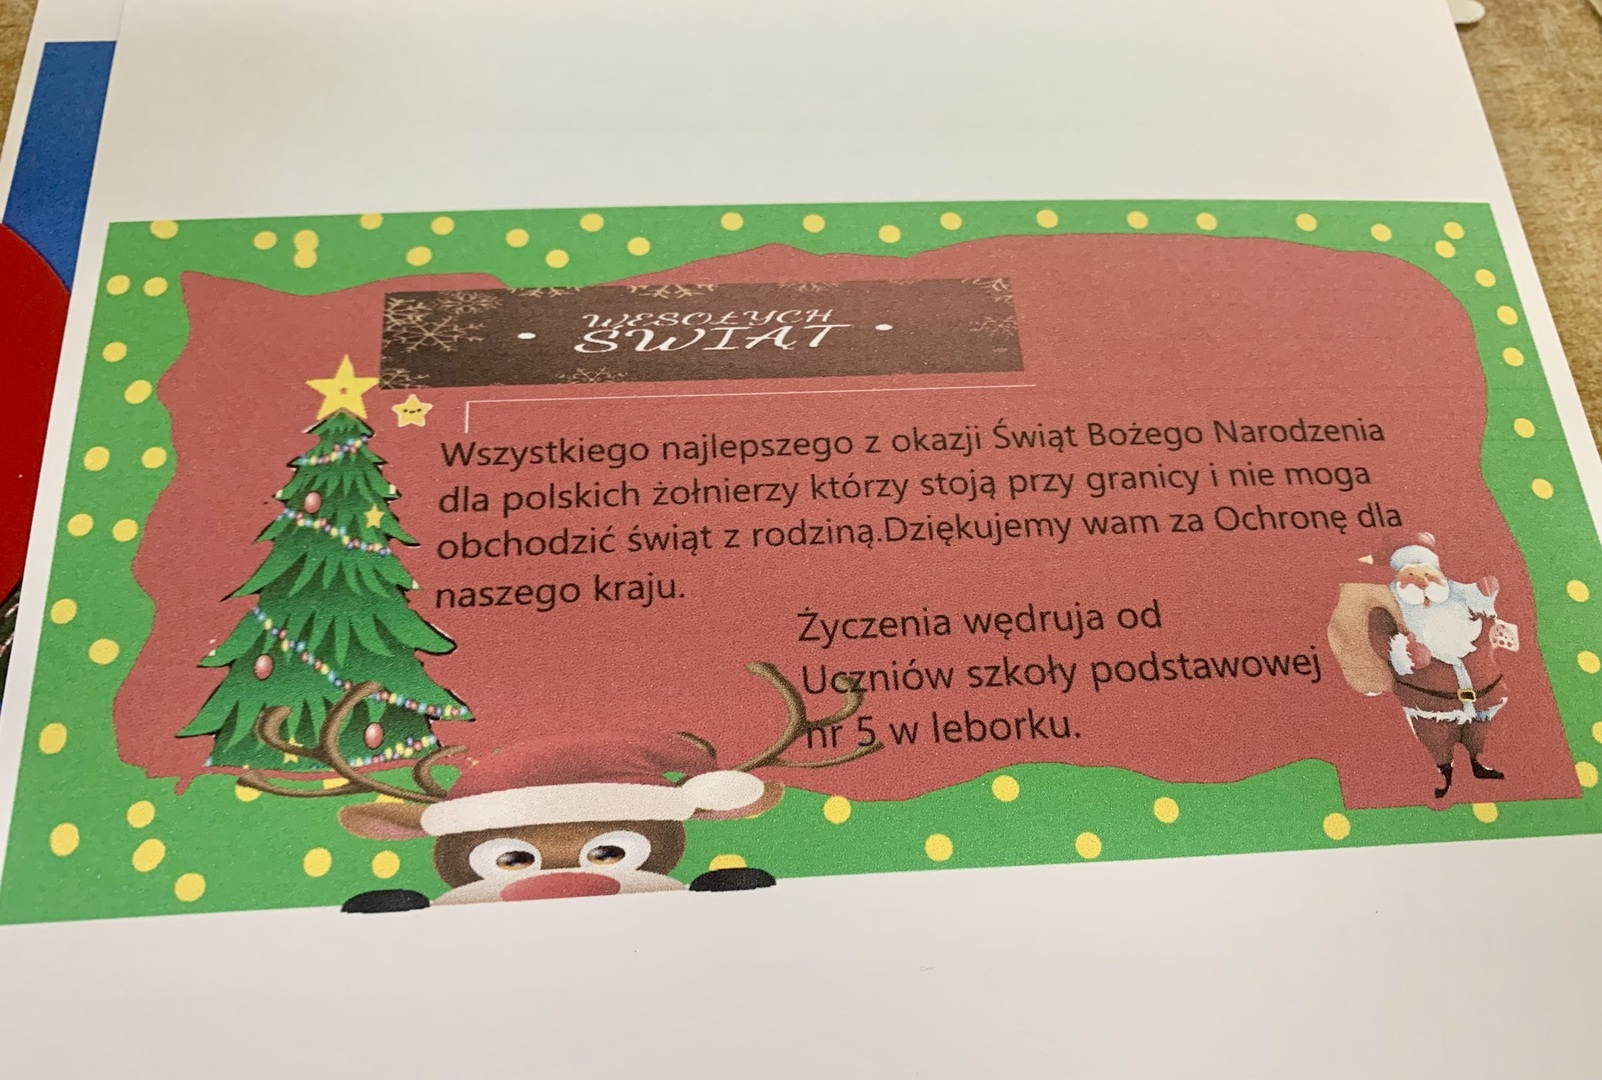 WESOŁYCH
ŚWIĄT
Wszystkiego najlepszego z okazji Świąt Bożego Narodzenia
dla polskich żołnierzy którzy stoją przy granicy i nie moga
obchodzić świąt z rodziną.Dziękujemy wam za Ochronę dla
naszego kraju.
Życzenia wędruja od
Uczniów szkoły podstawowej
nr 5 w leborku.